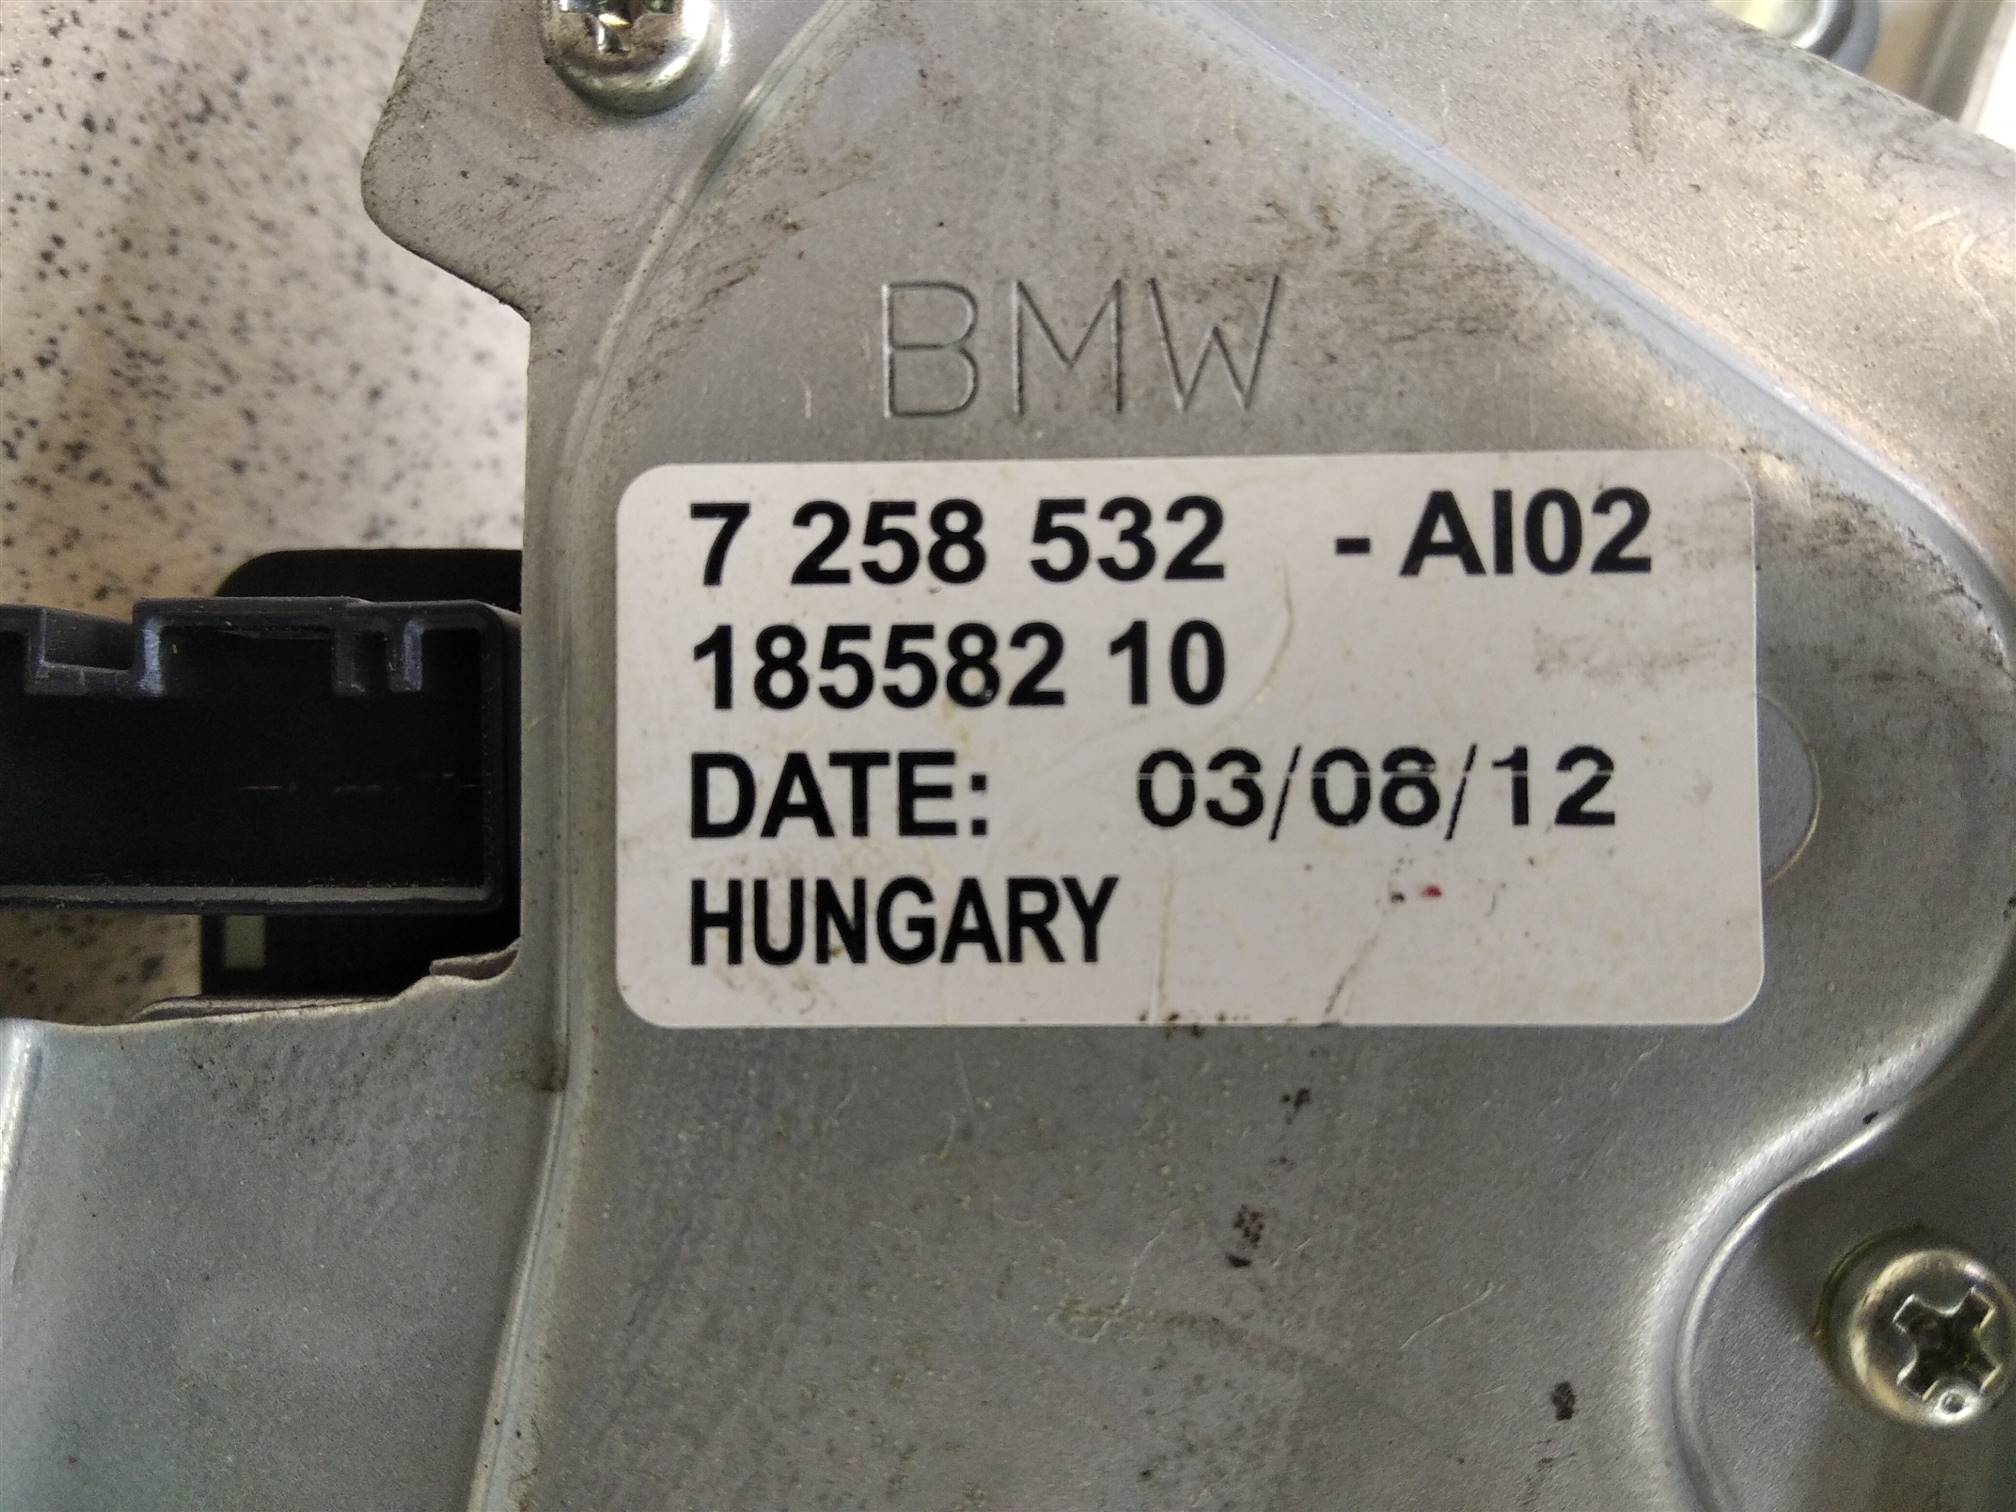 BMW
7 258 532 - AI02
185582 10
DATE: 03/08/12
HUNGARY